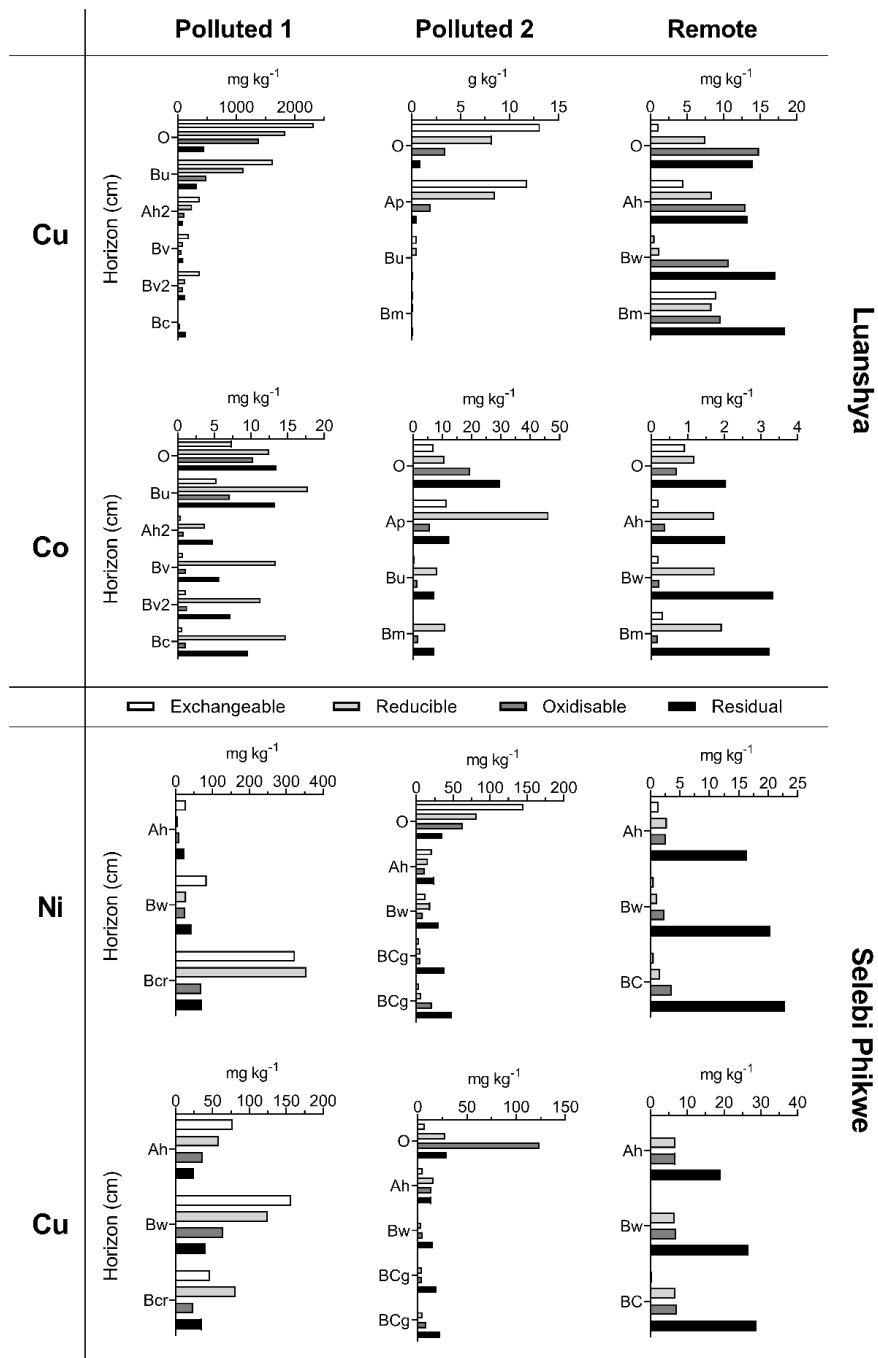 Polluted 1 Polluted 2 Remote
Cu
Luanshya
mg kg-1
0 1000 2000
Horizon (cm)
O
Bu
Ah2
Bv
Bv2
Bc
g kg-1
0 5 10 15
O
Ap
Bu
Bm
mg kg-1
0 5 10 15 20
O
Ah
Bw
Bm
Co
mg kg-1
0 5 10 15 20
Horizon (cm)
O
Bu
Ah2
Bv
Bv2
Bc
mg kg-1
0 10 20 30 40 50
O
Ap
Bu
Bm
mg kg-1
0 1 2 3 4
O
Ah
Bw
Bm
Exchangeable Reducible Oxidisable Residual
Ni
Selebi Phikwe
mg kg-1
0 100 200 300 400
Horizon (cm)
Ah
Bw
Bcr
mg kg-1
0 50 100 150 200
O
Ah
Bw
BCg
BCg
mg kg-1
0 5 10 15 20 25
Ah
Bw
BC
Cu
mg kg-1
0 50 100 150 200
Horizon (cm)
Ah
Bw
Bcr
mg kg-1
0 50 100 150
O
Ah
Bw
BCg
BCg
mg kg-1
0 10 20 30 40
Ah
Bw
BC